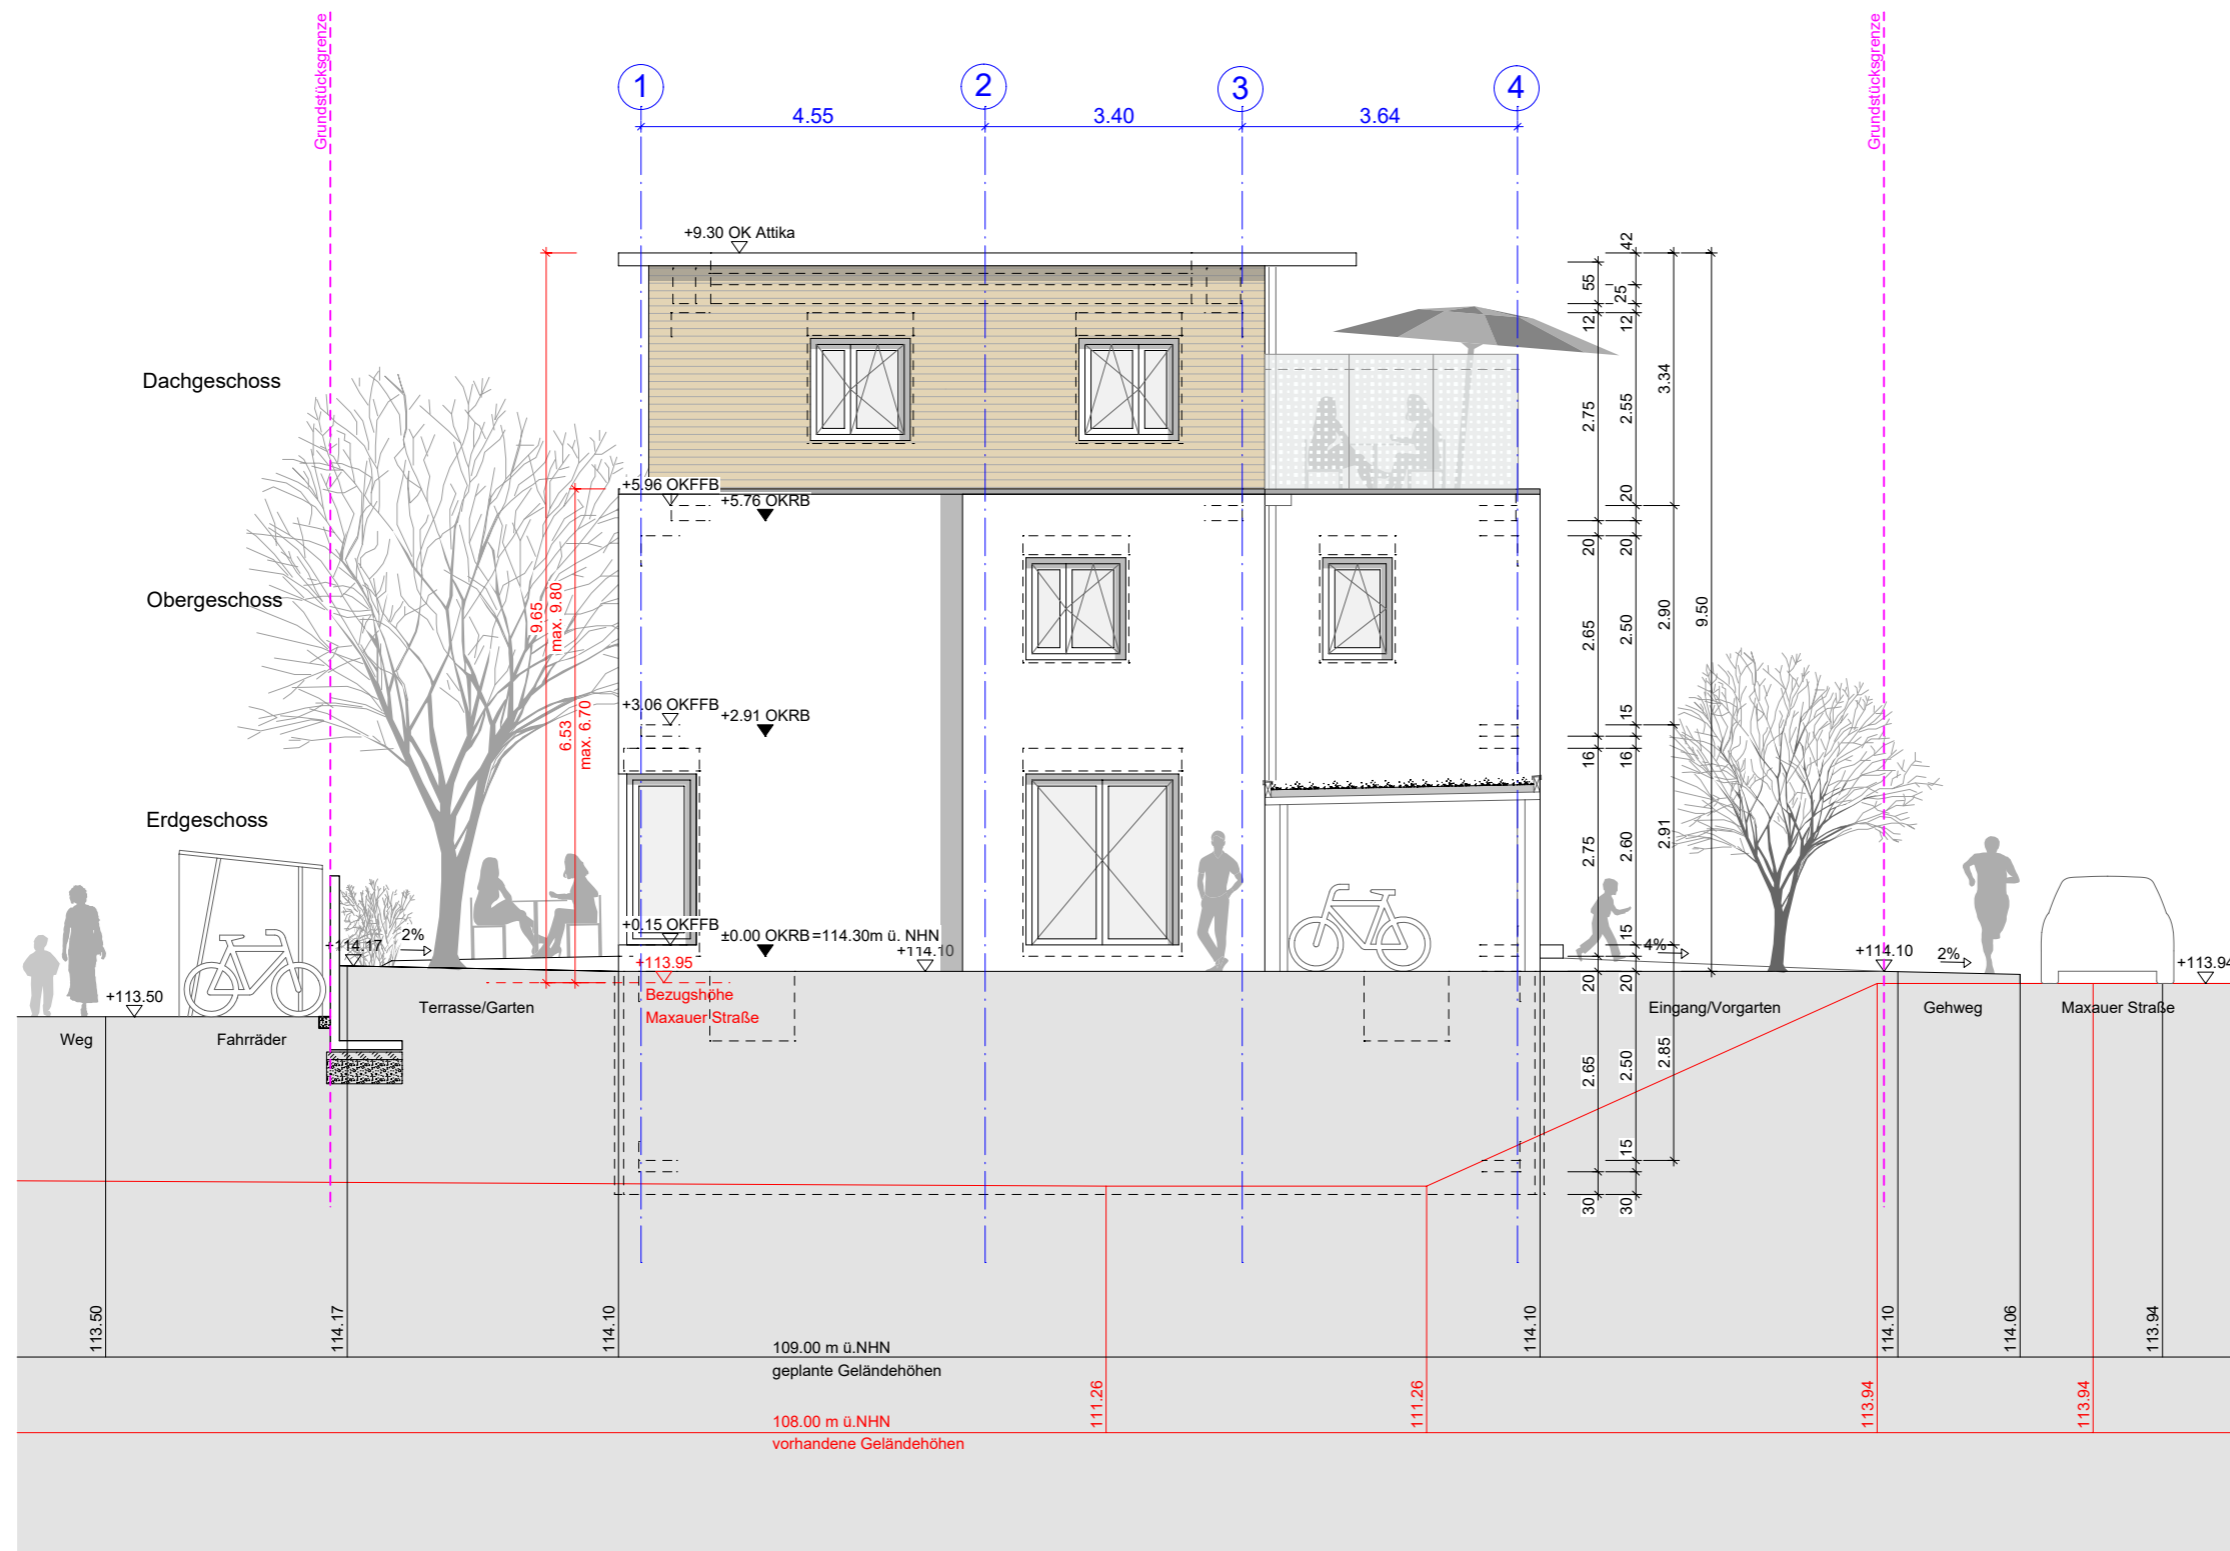 Grundstücksgrenze
Grundstücksgrenze
1
2
3
4
4.55
3.40
3.64
+9.30 OK Attika
Dachgeschoss
Obergeschoss
Erdgeschoss
+5.96 OKFFB
+5.76 OKRB
+3.06 OKFFB
+2.91 OKRB
+0.15 OKFFB
±0.00 OKRB=114.30m ü. NHN
+114.10
9.65
max. 9.80
6.53
max. 6.70
+113.95
Bezugshöhe
Maxauer Straße
55
12
2.75
20
2.65
16
2.75
20
2.65
30
42
25
12
2.55
20
20
2.50
15
16
2.60
15
20
2.50
15
30
3.34
2.90
2.91
2.85
9.50
+113.50
+114.17
2%
4%
+114.10
2%
+113.94
Weg
Fahrräder
Terrasse/Garten
Eingang/Vorgarten
Gehweg
Maxauer Straße
113.50
114.17
114.10
114.10
114.10
114.06
113.94
109.00 m ü.NHN
geplante Geländehöhen
111.26
111.26
113.94
113.94
108.00 m ü.NHN
vorhandene Geländehöhen